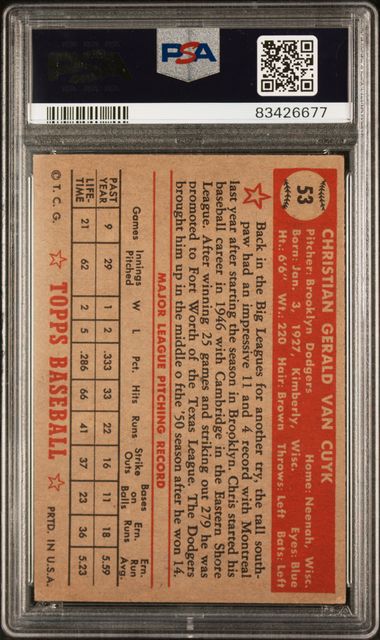 PSA
83426677
53
CHRISTIAN GERALD VAN CUYK
Pitcher: Brooklyn Dodgers Home: Neenah, Wisc.
Born: Jan. 3, 1927, Kimberly, Wisc. Eyes: Blue
Ht.: 6'6" Wt.: 220 Hair: Brown Throws: Left Bats: Left
Back in the Big Leagues for another try, the tall south-
paw had an impressive 11 and 4 record with Montreal
last year after starting the season in Brooklyn. Chris started his
baseball career in 1946 with Cambridge in the Eastern Shore
League. After winning 25 games and striking out 279 he was
promoted to Fort Worth of the Texas League. The Dodgers
brought him up in the middle o fthe '50 season after he won 14.
MAJOR LEAGUE PITCHING RECORD
Games Innings Pitched W L Pct. Hits Runs Strike Outs Bases on Balls Ern. Runs Ern. Run Avg.
PAST YEAR 9 29 1 2 .333 33 11 18 5.59
LIFE-TIME 21 62 2 5 .286 66 41 37 23 36 5.23
© T. C. G. TOPPS BASEBALL PRTD. IN U.S.A.